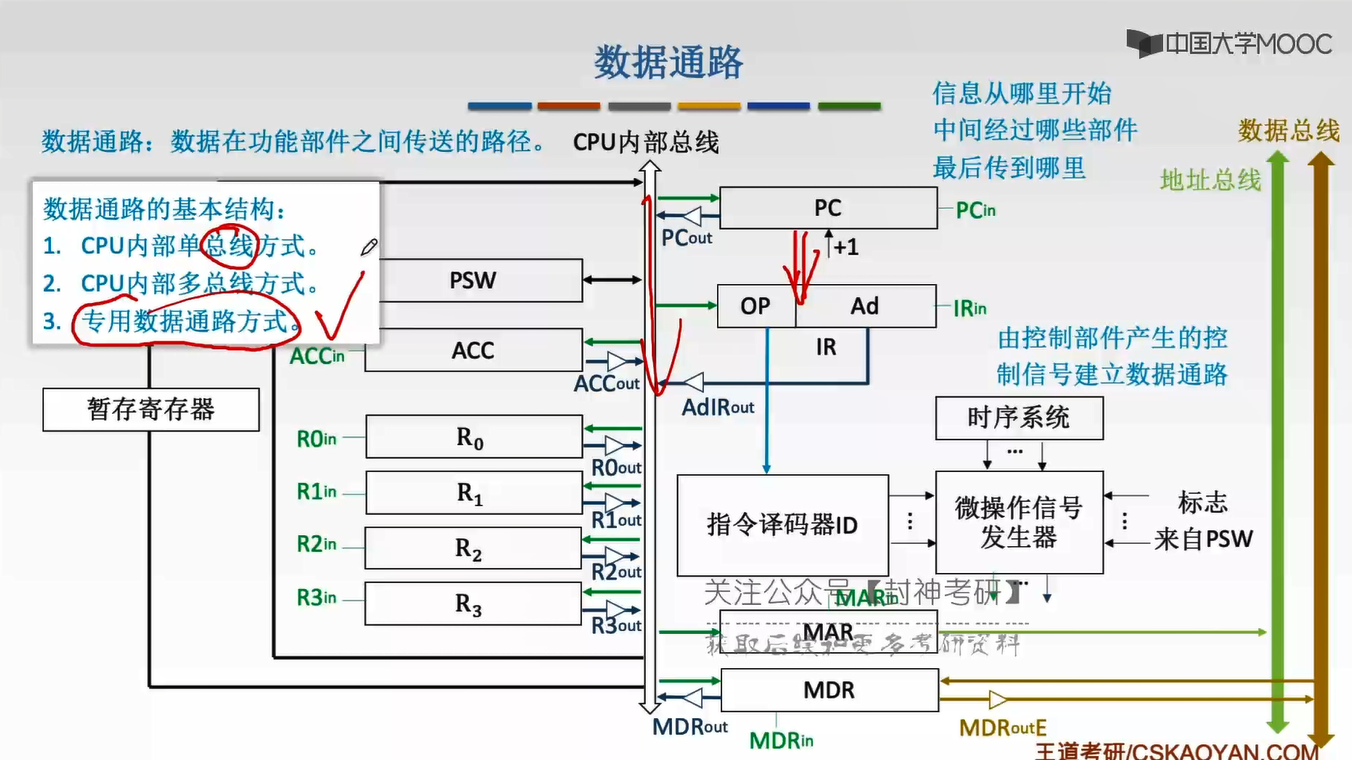 中国大学MOOC
数据通路
数据通路：数据在功能部件之间传送的路径。
CPU内部总线
信息从哪里开始
中间经过哪些部件
最后传到哪里
数据总线
地址总线
数据通路的基本结构：
1. CPU内部单总线方式。
2. CPU内部多总线方式。
3. 专用数据通路方式。
PC
PCin
PCout
+1
PSW
OP
Ad
IRin
IR
ACCin
ACC
ACCout
AdIRout
由控制部件产生的控
制信号建立数据通路
暂存寄存器
时序系统
...
R0in
R0
R0out
R1in
R1
R1out
R2in
R2
R2out
R3in
R3
R3out
指令译码器ID
...
微操作信号
发生器
...
标志
来自PSW
...
关注公众号【封神考研】
MARin
MAR
获取后续和更多考研资料
MDR
MDRout
MDRin
MDRoutE
王道考研/CSKAOYAN.COM